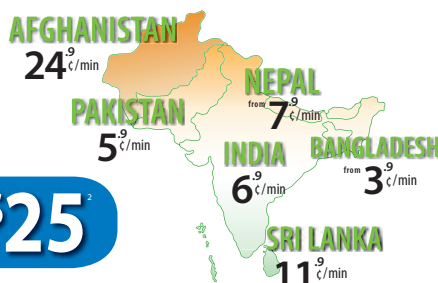 AFGHANISTAN
24.9¢/min
NEPAL
from 7.9¢/min
PAKISTAN
5.9¢/min
INDIA
6.9¢/min
BANGLADESH
from 3.9¢/min
$25²
SRI LANKA
11.9¢/min